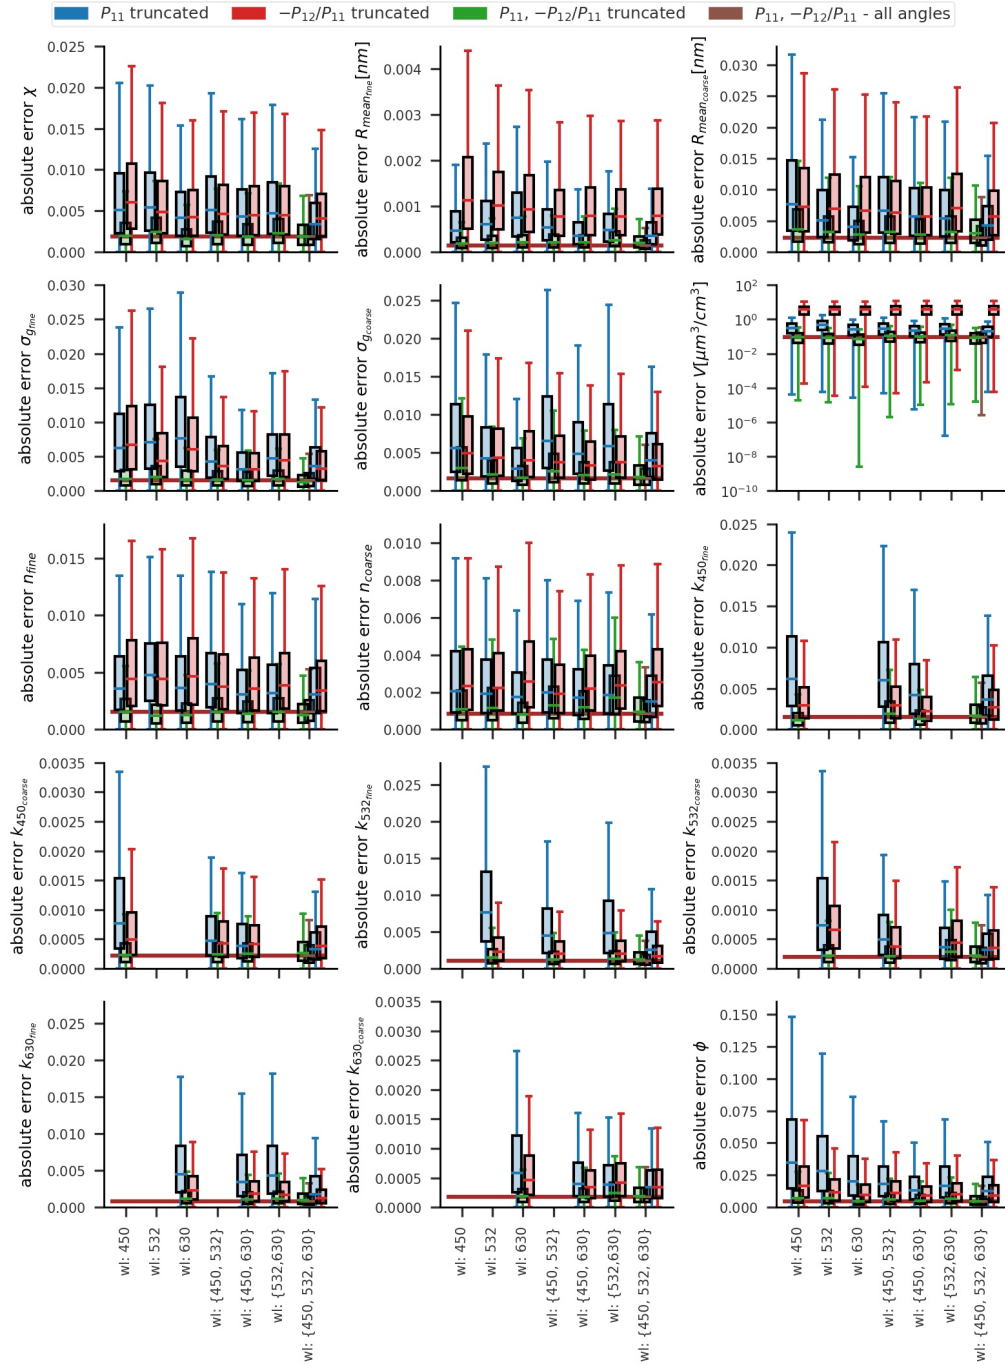 P₁₁ truncated −P₁₂/P₁₁ truncated P₁₁, −P₁₂/P₁₁ truncated P₁₁, −P₁₂/P₁₁ - all angles
absolute error χ
0.025
0.020
0.015
0.010
0.005
0.000
absolute error R_mean_fine[nm]
0.004
0.003
0.002
0.001
0.000
absolute error R_mean_coarse[nm]
0.030
0.025
0.020
0.015
0.010
0.005
0.000
absolute error σ_g_fine
0.030
0.025
0.020
0.015
0.010
0.005
0.000
absolute error σ_g_coarse
0.025
0.020
0.015
0.010
0.005
0.000
absolute error V[μm³/cm³]
10²
10⁰
10⁻²
10⁻⁴
10⁻⁶
10⁻⁸
10⁻¹⁰
absolute error n_fine
0.015
0.010
0.005
0.000
absolute error n_coarse
0.010
0.008
0.006
0.004
0.002
0.000
absolute error k_450_fine
0.025
0.020
0.015
0.010
0.005
0.000
absolute error k_450_coarse
0.0035
0.0030
0.0025
0.0020
0.0015
0.0010
0.0005
0.0000
absolute error k_532_fine
0.025
0.020
0.015
0.010
0.005
0.000
absolute error k_532_coarse
0.0035
0.0030
0.0025
0.0020
0.0015
0.0010
0.0005
0.0000
absolute error k_630_fine
0.025
0.020
0.015
0.010
0.005
0.000
absolute error k_630_coarse
0.0035
0.0030
0.0025
0.0020
0.0015
0.0010
0.0005
0.0000
absolute error ϕ
0.150
0.125
0.100
0.075
0.050
0.025
0.000
wl: 450
wl: 532
wl: 630
wl: {450, 532}
wl: {450, 630}
wl: {532,630}
wl: {450, 532, 630}
wl: 450
wl: 532
wl: 630
wl: {450, 532}
wl: {450, 630}
wl: {532,630}
wl: {450, 532, 630}
wl: 450
wl: 532
wl: 630
wl: {450, 532}
wl: {450, 630}
wl: {532,630}
wl: {450, 532, 630}